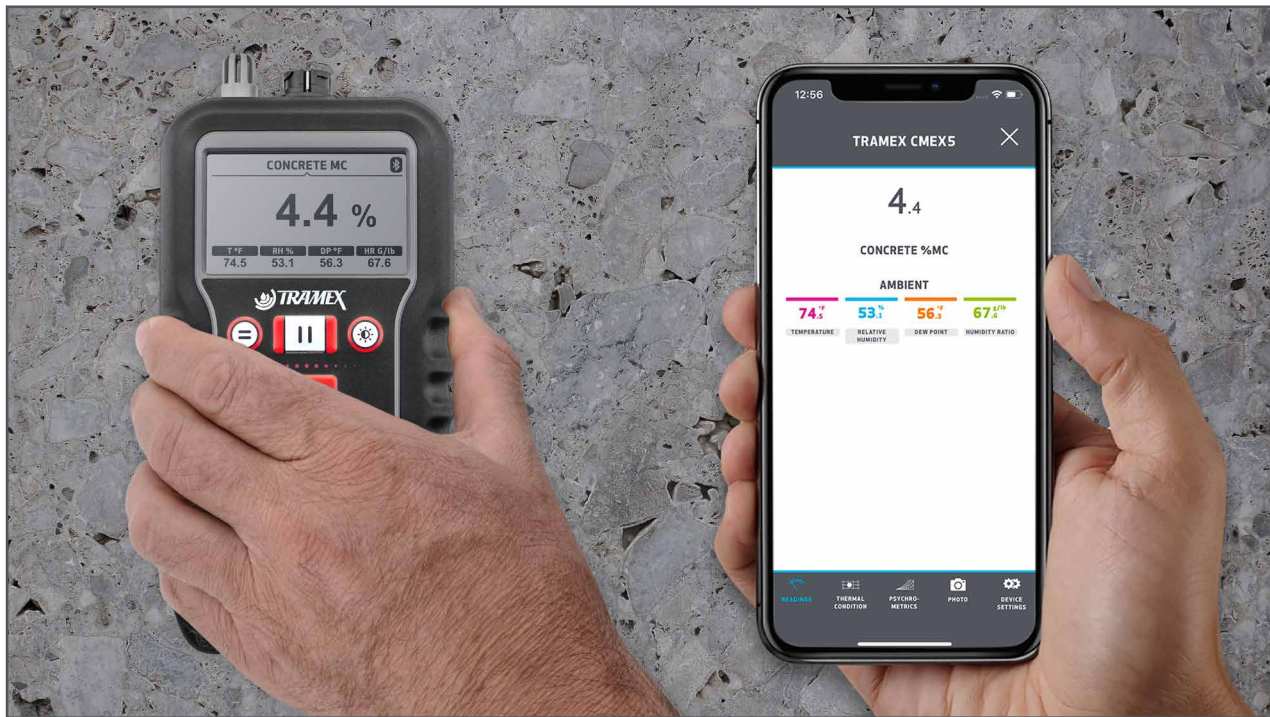 CONCRETE MC
4.4 %
T °F RH % DP °F HR G/lb
74.5 53.1 56.3 67.6
TRAMEX
12:56
TRAMEX CMEX5
4.4
CONCRETE %MC
AMBIENT
74.5 °F 53.1 % 56.3 °F 67.6 g/lb
TEMPERATURE RELATIVE HUMIDITY DEW POINT HUMIDITY RATIO
READINGS THERMAL CONDITION PSYCHRO-METRICS PHOTO DEVICE SETTINGS